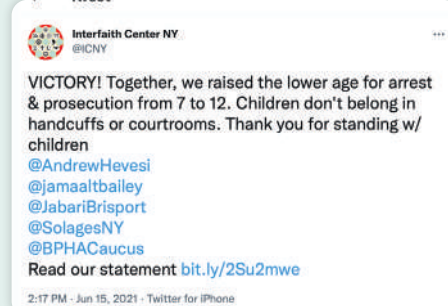 Interfaith Center NY
@ICNY
VICTORY! Together, we raised the lower age for arrest
& prosecution from 7 to 12. Children don't belong in
handcuffs or courtrooms. Thank you for standing w/
children
@AndrewHevesi
@jamaaltbailey
@JabariBrisport
@SolagesNY
@BPHACaucus
Read our statement bit.ly/2Su2mwe
2:17 PM · Jun 15, 2021 · Twitter for iPhone